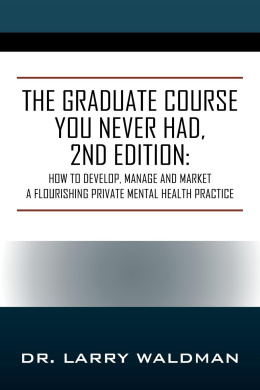 THE GRADUATE COURSE
YOU NEVER HAD,
2ND EDITION:
HOW TO DEVELOP, MANAGE AND MARKET
A FLOURISHING PRIVATE MENTAL HEALTH PRACTICE
DR. LARRY WALDMAN